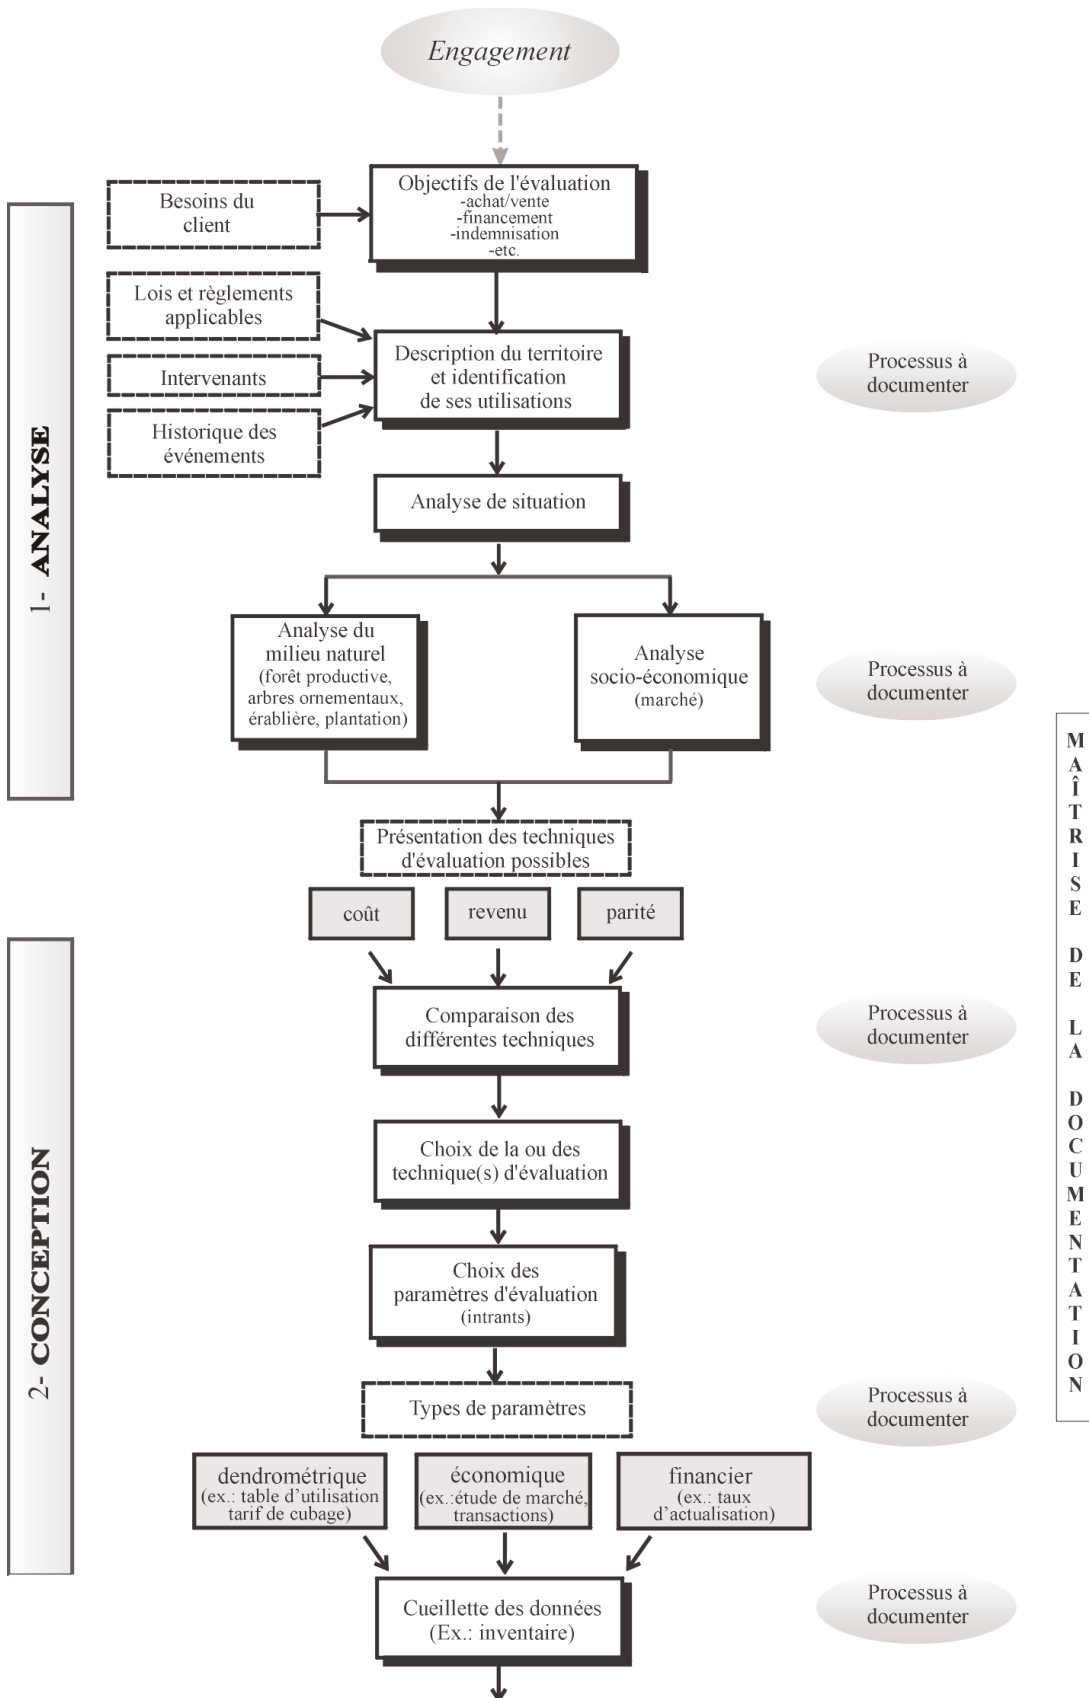 Engagement
Objectifs de l'évaluation
-achat/vente
-financement
-indemnisation
-etc.
Besoins du
client
Lois et règlements
applicables
Intervenants
Historique des
événements
Description du territoire
et identification
de ses utilisations
Processus à
documenter
Analyse de situation
1- ANALYSE
Analyse du
milieu naturel
(forêt productive,
arbres ornementaux,
érablière, plantation)
Analyse
socio-économique
(marché)
Processus à
documenter
Présentation des techniques
d'évaluation possibles
coût
revenu
parité
Comparaison des
différentes techniques
Processus à
documenter
Choix de la ou des
technique(s) d'évaluation
2- CONCEPTION
Choix des
paramètres d'évaluation
(intrants)
Types de paramètres
Processus à
documenter
dendrométrique
(ex.: table d’utilisation
tarif de cubage)
économique
(ex.:étude de marché,
transactions)
financier
(ex.: taux
d'actualisation)
Cueillette des données
(Ex.: inventaire)
Processus à
documenter
MAÎTRISE DE LA DOCUMENTATION